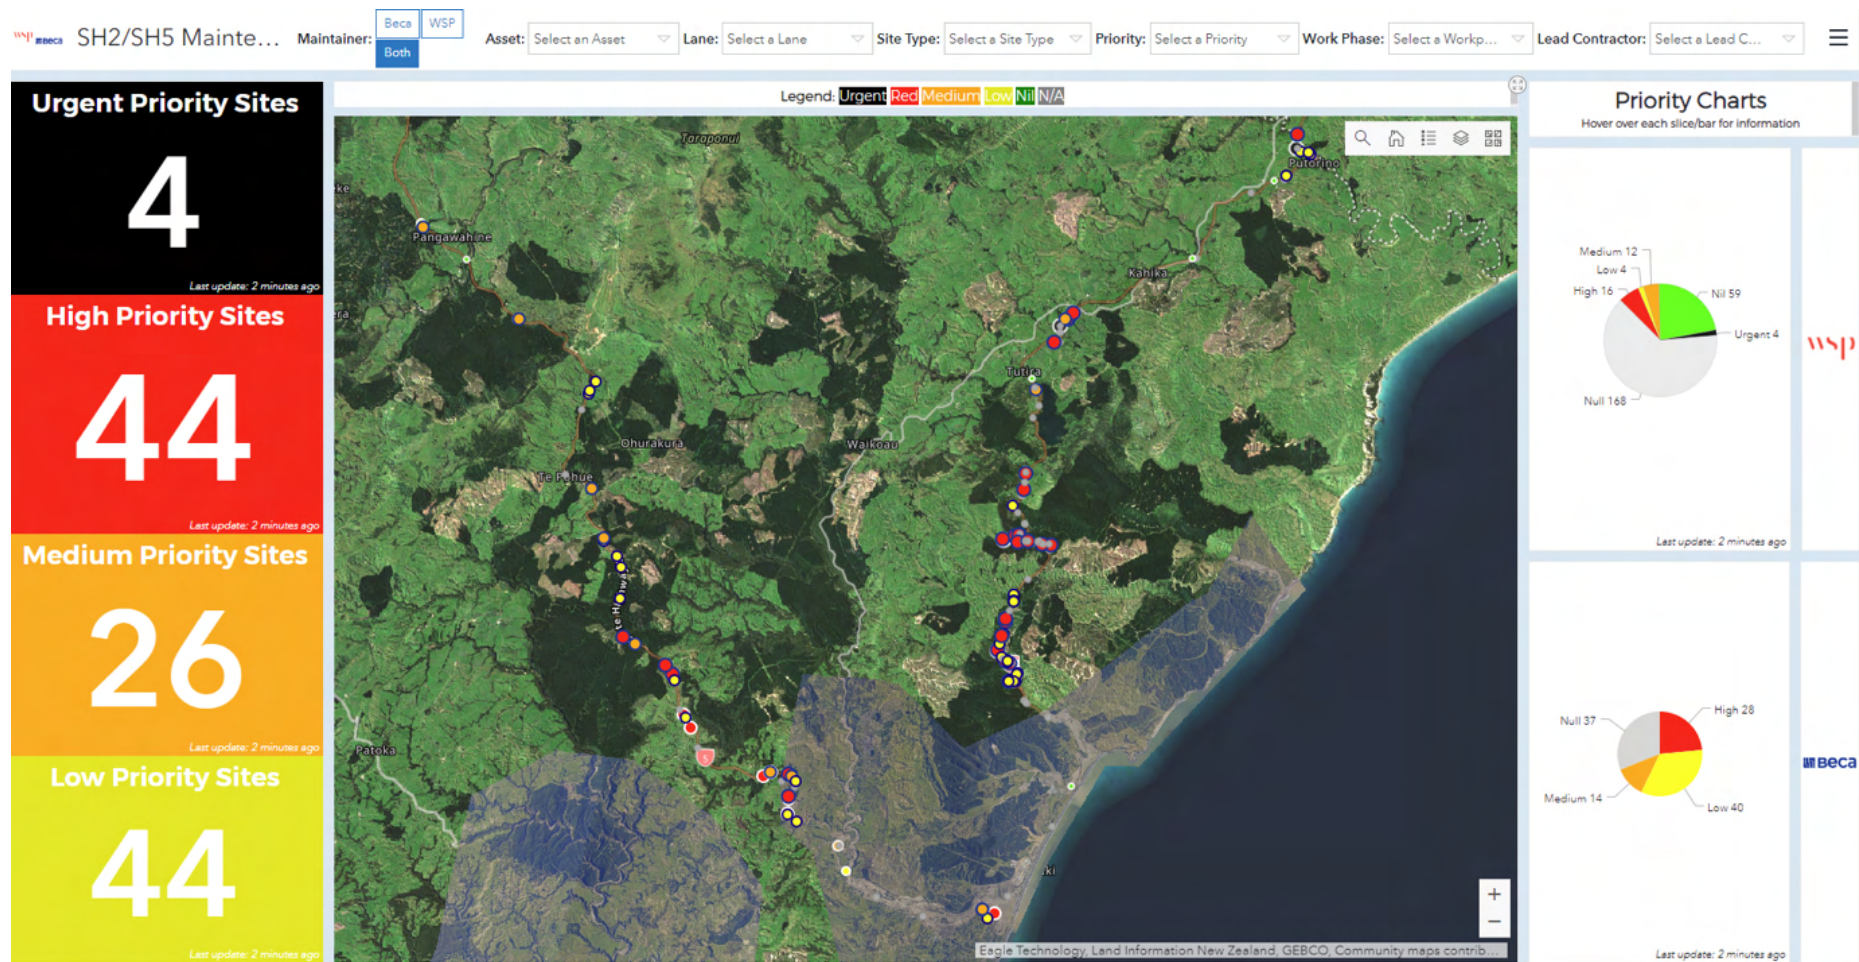 wsp BECA
SH2/SH5 Mainte...
Maintainer:
Beca
WSP
Both
Asset: Select an Asset
Lane: Select a Lane
Site Type: Select a Site Type
Priority: Select a Priority
Work Phase: Select a Workp...
Lead Contractor: Select a Lead C...
Urgent Priority Sites
4
Last update: 2 minutes ago
High Priority Sites
44
Last update: 2 minutes ago
Medium Priority Sites
26
Last update: 2 minutes ago
Low Priority Sites
44
Last update: 2 minutes ago
Legend: Urgent Red Medium Low Nil N/A
Taraponui
Putorino
Pangawahine
Kahika
Tutira
Ohurakura
Waikoau
Te Pohue
Patoka
5
Eagle Technology, Land Information New Zealand, GEBCO, Community maps contrib...
Priority Charts
Hover over each slice/bar for information
Medium 12
Low 4
High 16
Nil 59
Urgent 4
Null 168
Last update: 2 minutes ago
wsp
Null 37
High 28
Medium 14
Low 40
Last update: 2 minutes ago
BECA